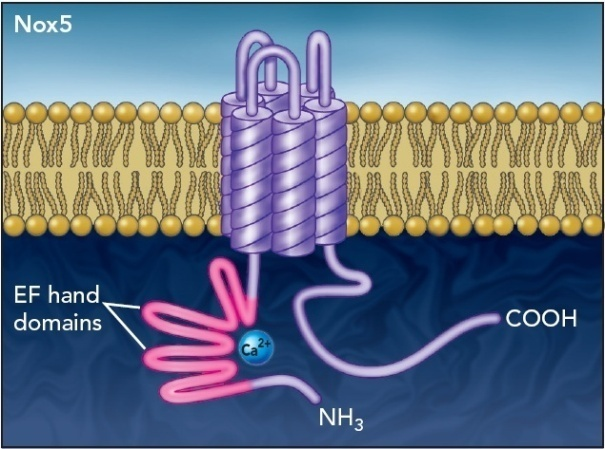 Nox5
EF hand
domains
Ca²⁺
COOH
NH₃